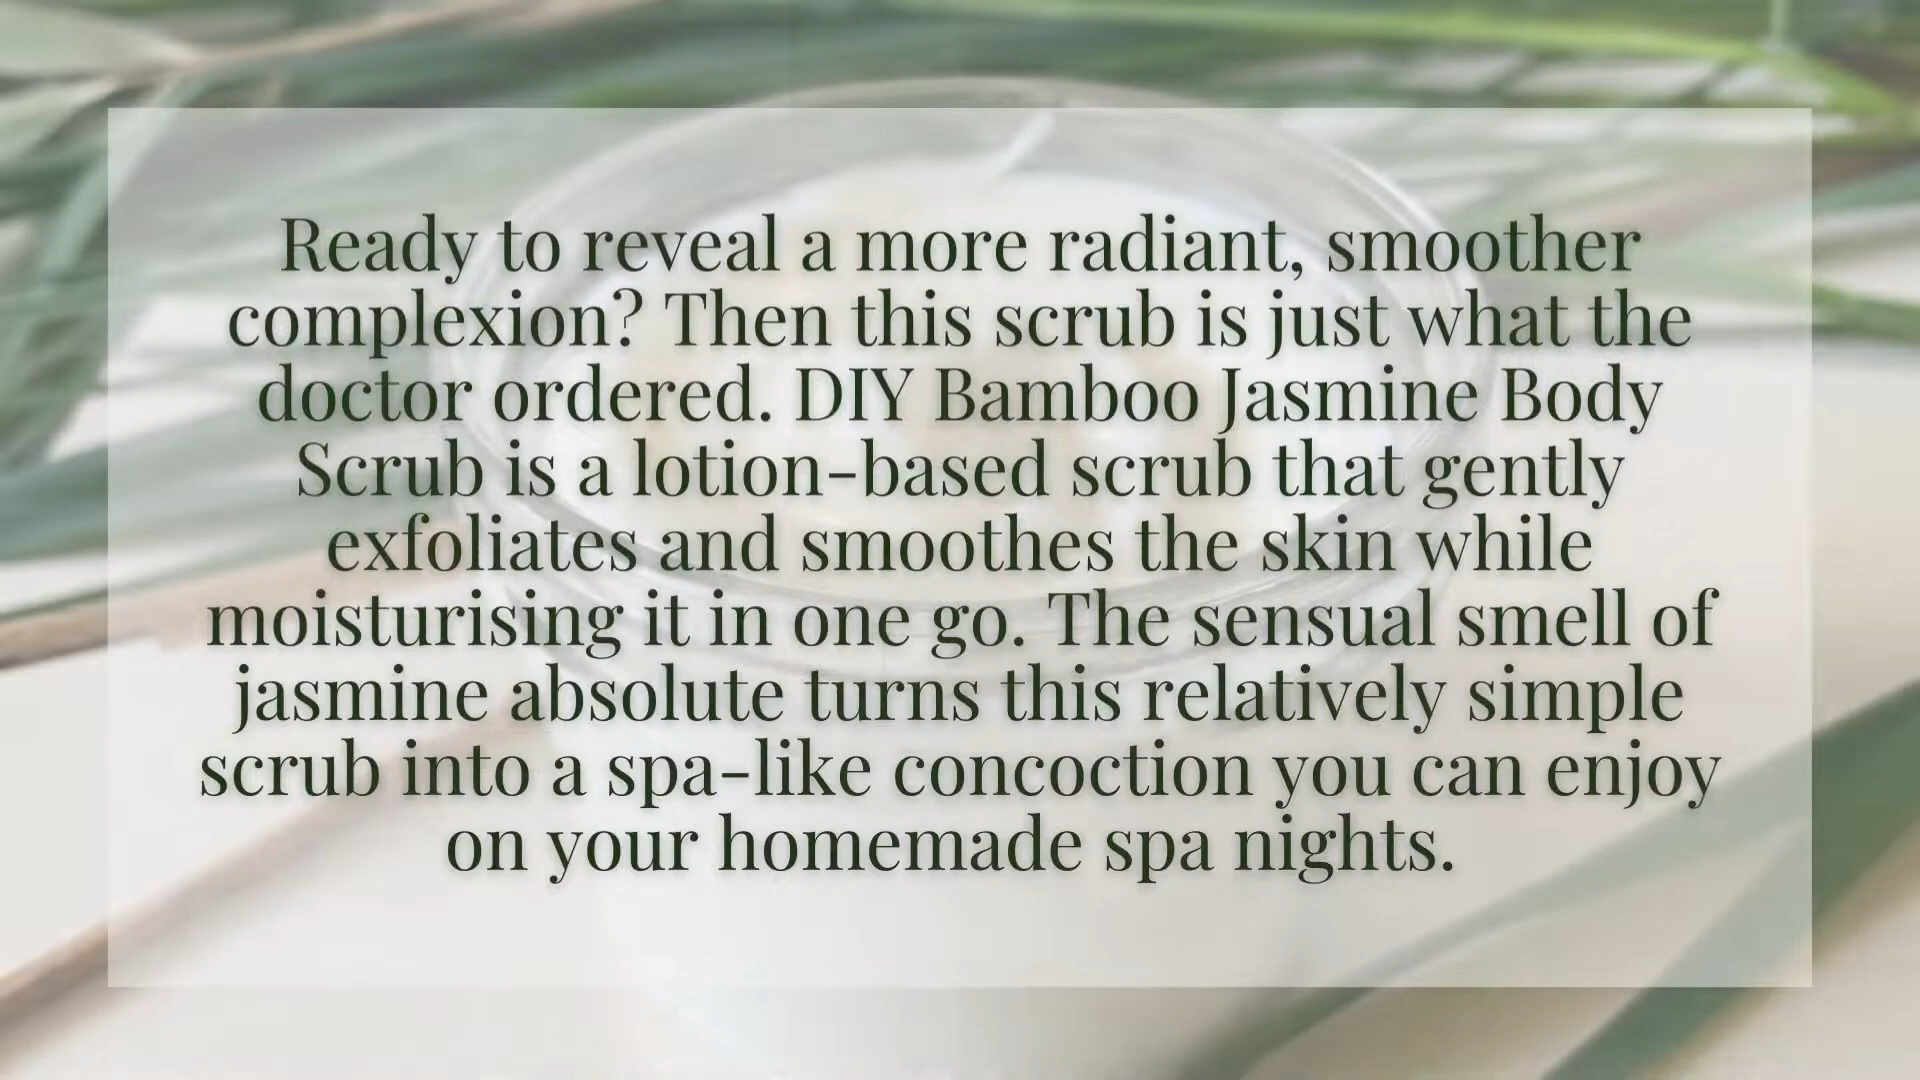 Ready to reveal a more radiant, smoother
complexion? Then this scrub is just what the
doctor ordered. DIY Bamboo Jasmine Body
Scrub is a lotion-based scrub that gently
exfoliates and smoothes the skin while
moisturising it in one go. The sensual smell of
jasmine absolute turns this relatively simple
scrub into a spa-like concoction you can enjoy
on your homemade spa nights.